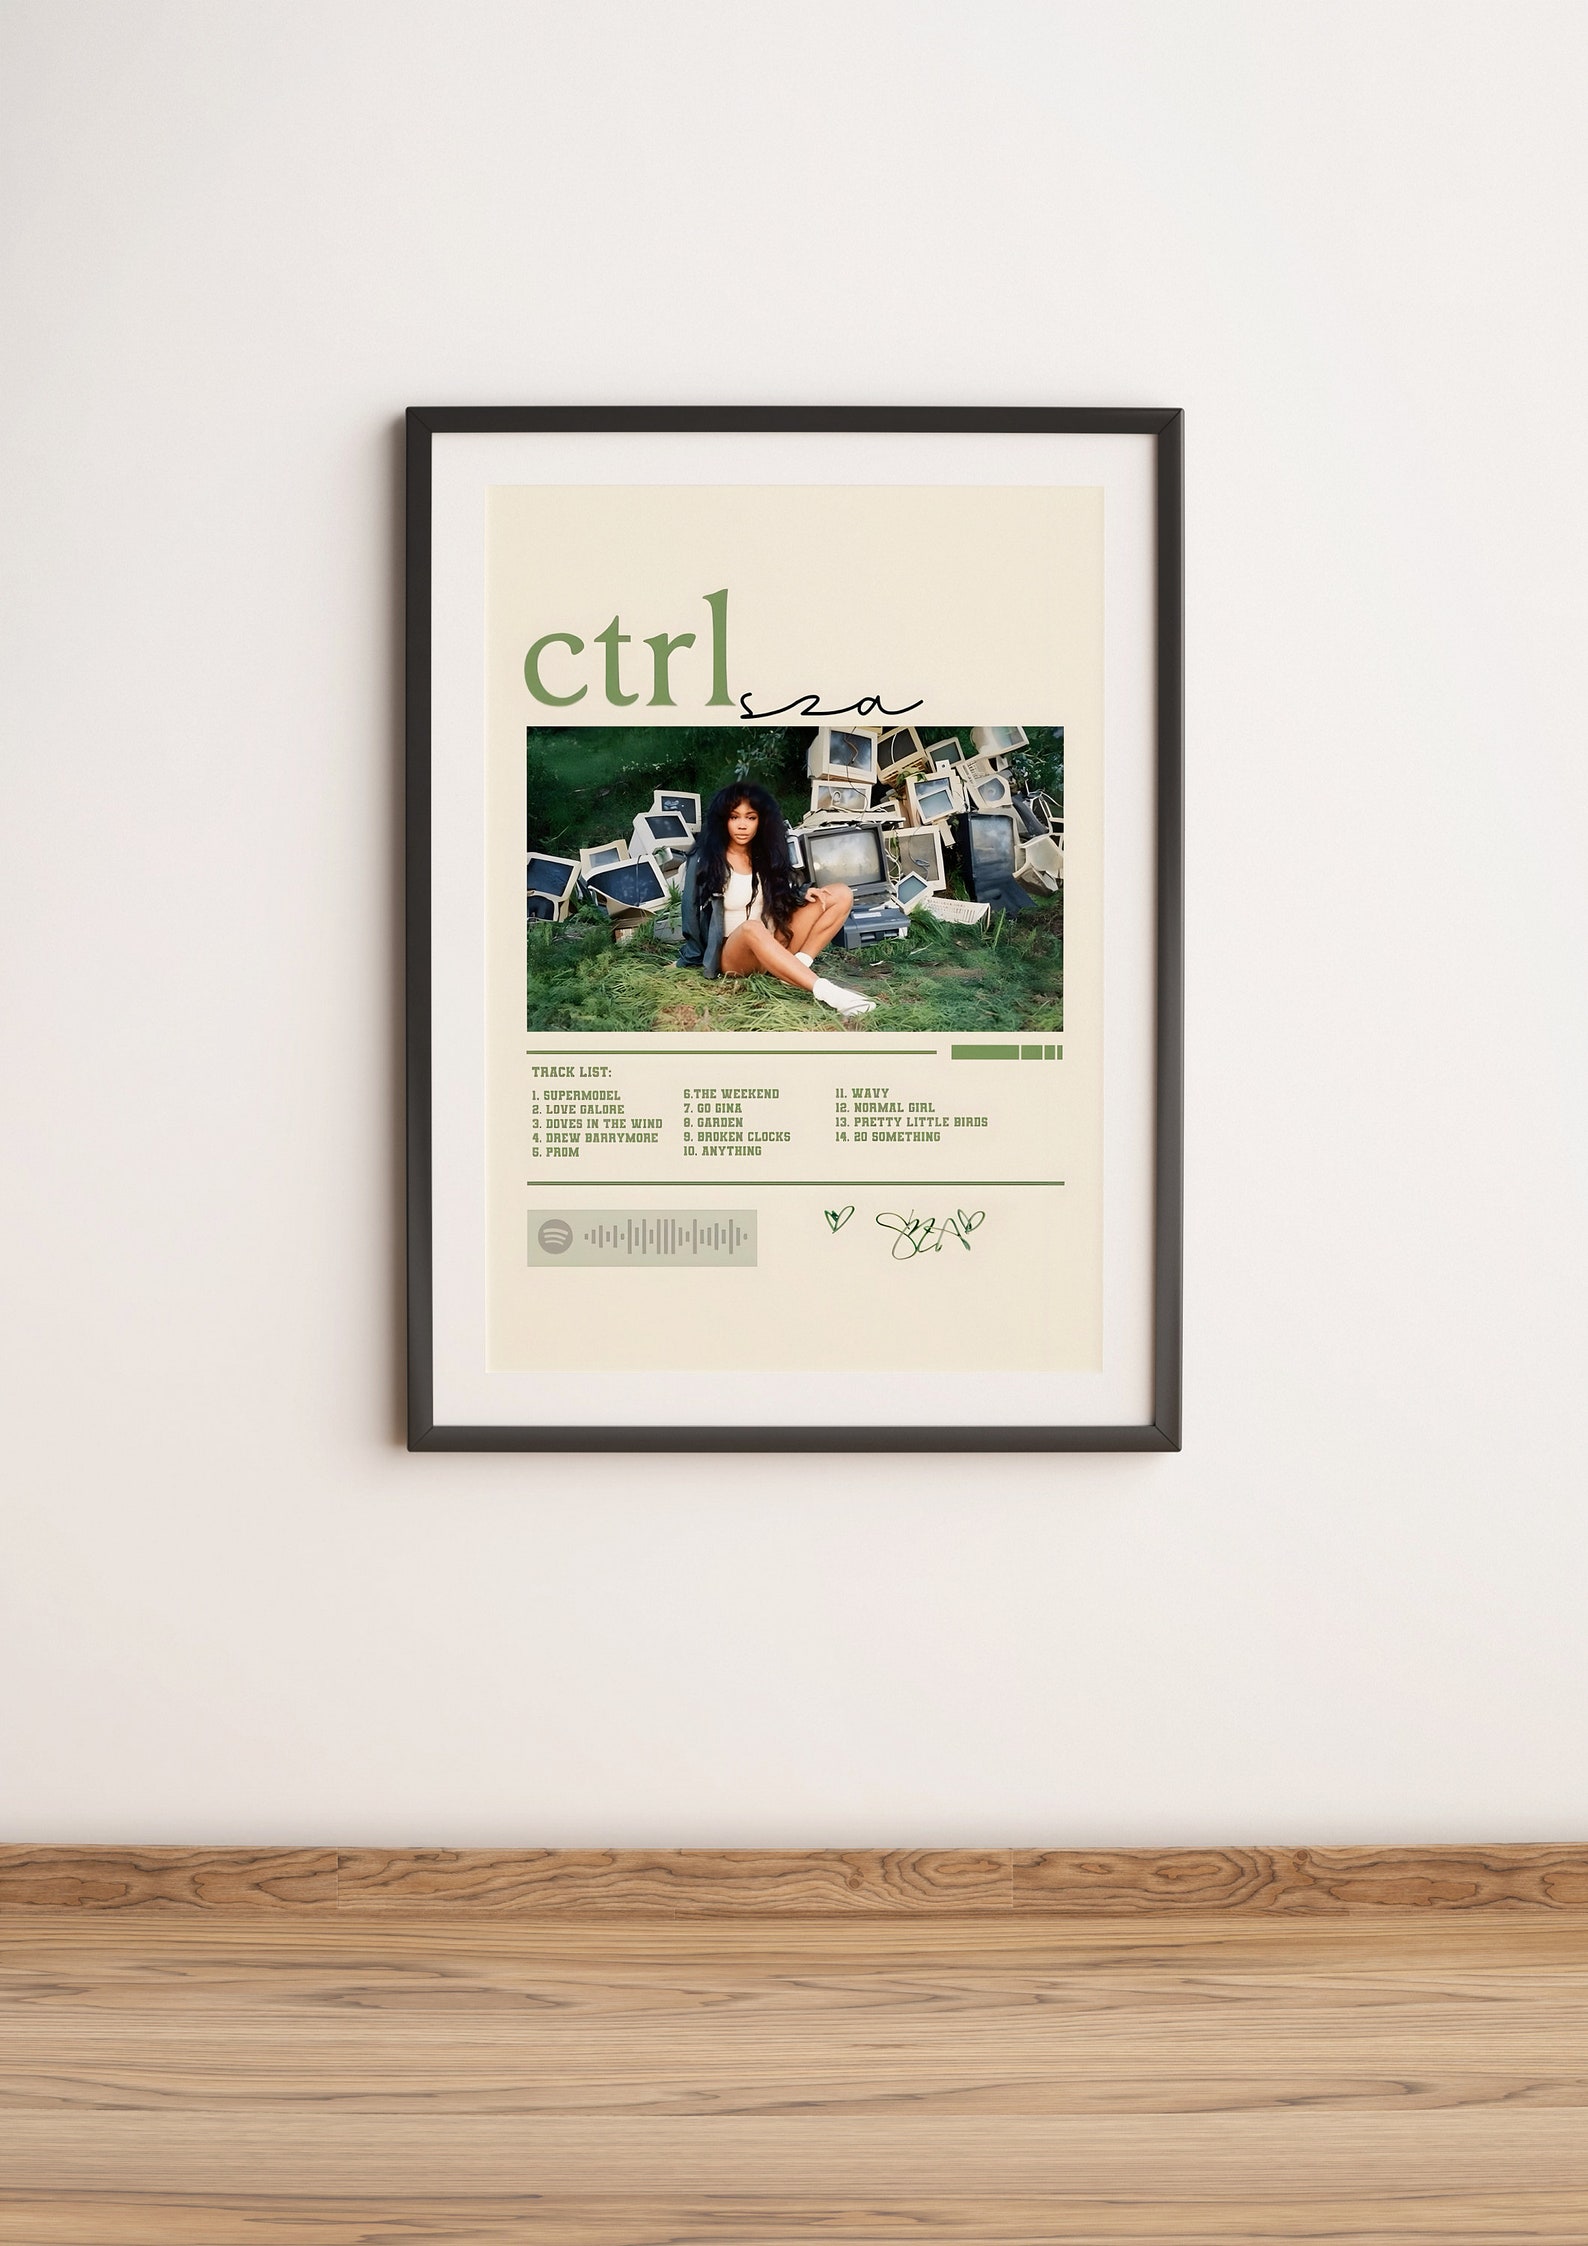 ctrl sza
TRACK LIST:
1. SUPERMODEL
2. LOVE GALORE
3. DOVES IN THE WIND
4. DREW BARRYMORE
5. PROM
6.THE WEEKEND
7. GO GINA
8. GARDEN
9. BROKEN CLOCKS
10. ANYTHING
11. WAVY
12. NORMAL GIRL
13. PRETTY LITTLE BIRDS
14. 20 SOMETHING
SZA